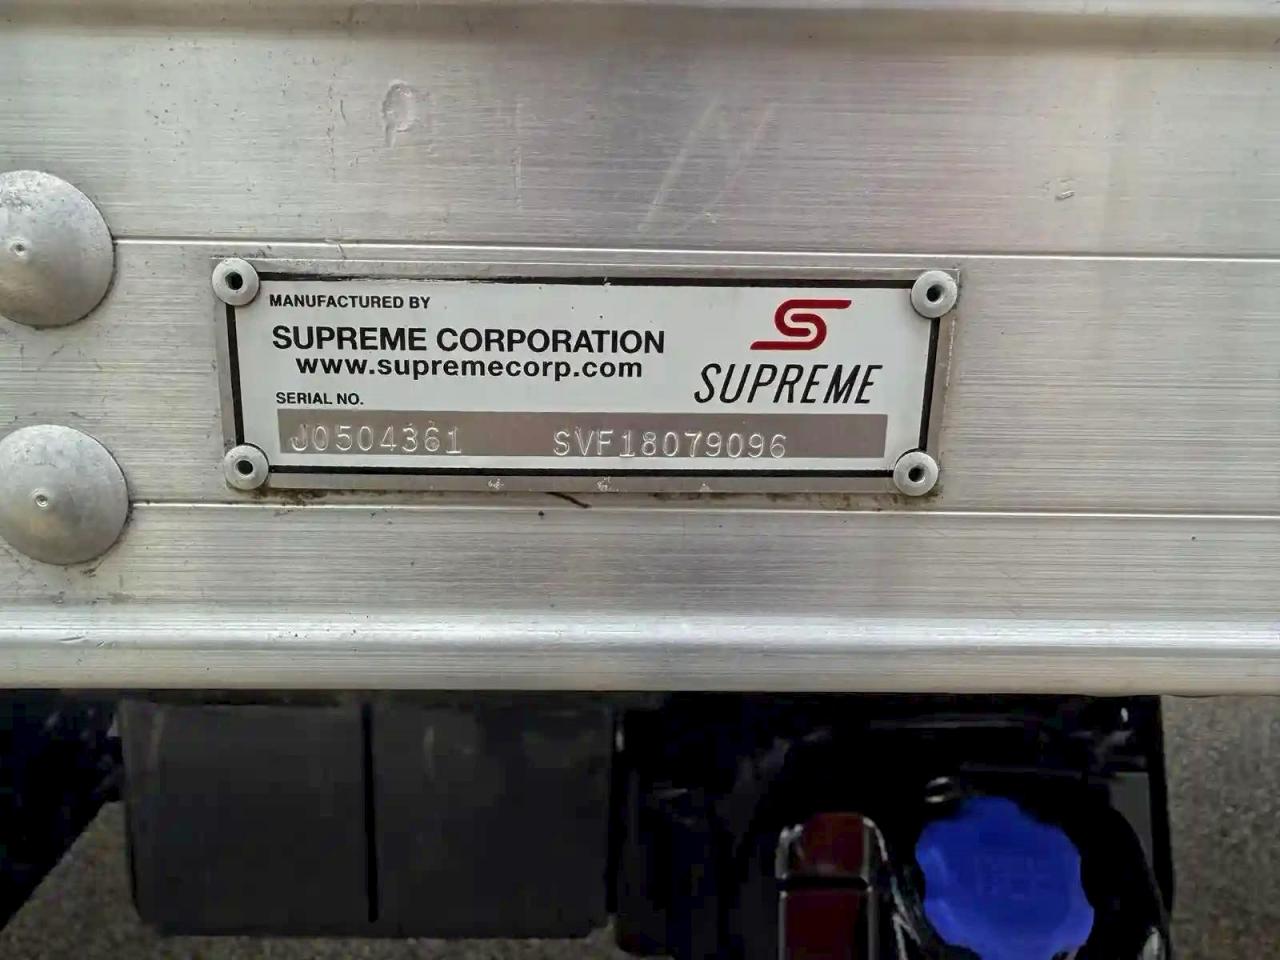 MANUFACTURED BY
SUPREME CORPORATION
www.supremecorp.com
SUPREME
SERIAL NO.
J0504361 SVF18079096